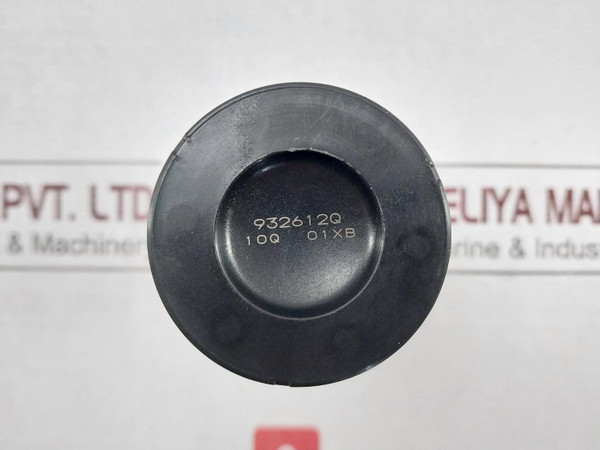 PVT. LTD
ELIYA MA
& Machiner
rine & Indus
932612Q
10Q 01XB